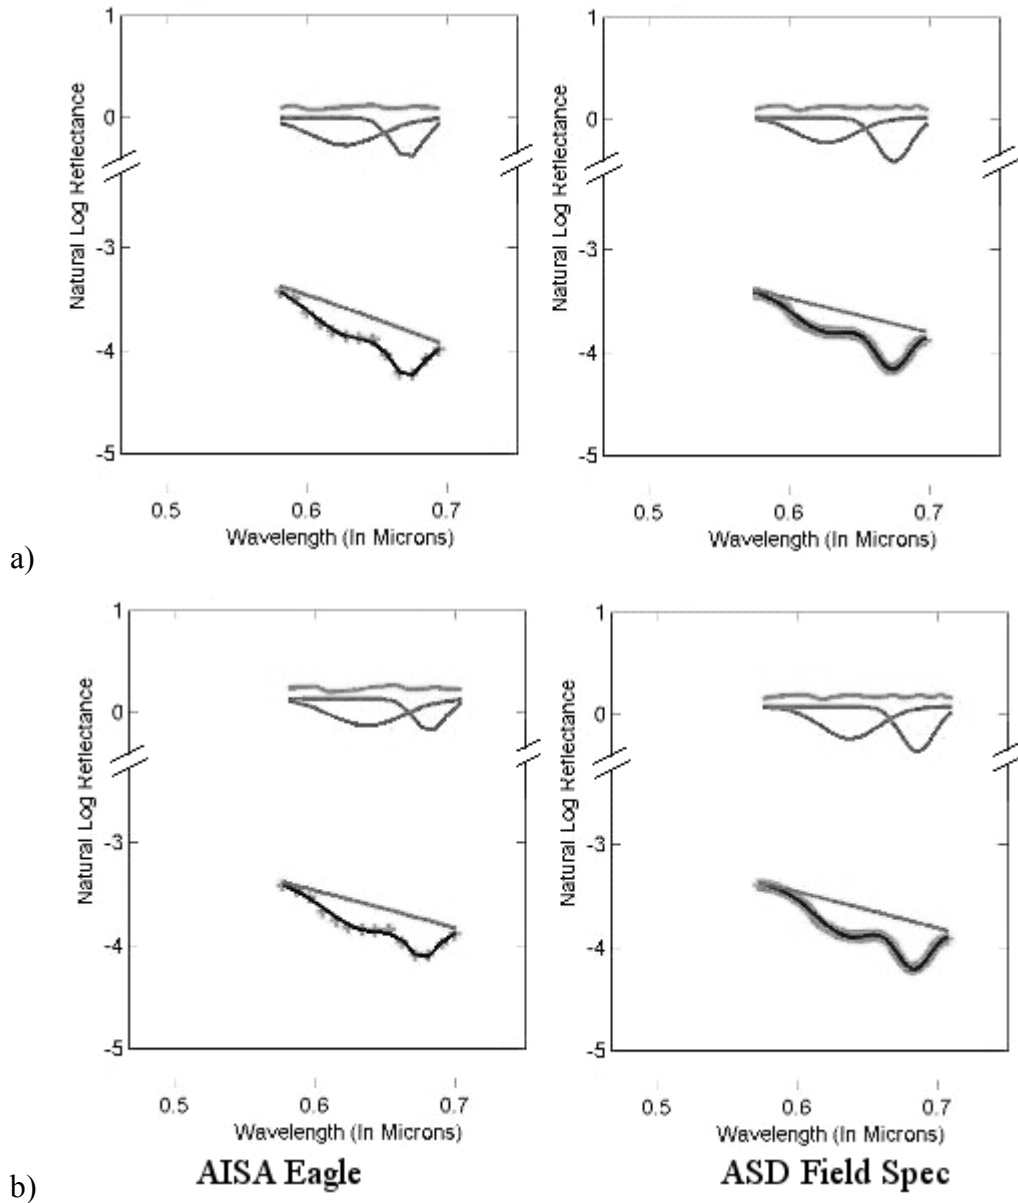 1
0
-3
-4
-5
Natural Log Reflectance
0.5 0.6 0.7
Wavelength (In Microns)
1
0
-3
-4
-5
Natural Log Reflectance
0.5 0.6 0.7
Wavelength (In Microns)
a)
1
0
-3
-4
-5
Natural Log Reflectance
0.5 0.6 0.7
Wavelength (In Microns)
1
0
-3
-4
-5
Natural Log Reflectance
0.5 0.6 0.7
Wavelength (In Microns)
b)
AISA Eagle
ASD Field Spec